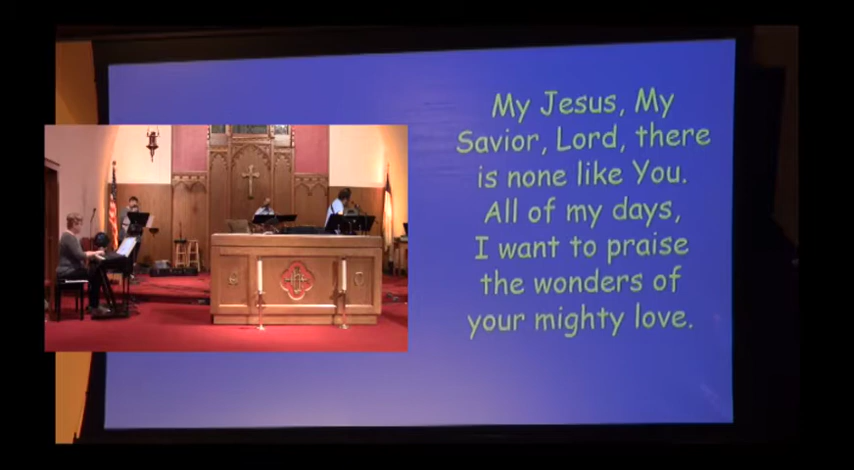 My Jesus, My
Savior, Lord, there
is none like You.
All of my days,
I want to praise
the wonders of
your mighty love.